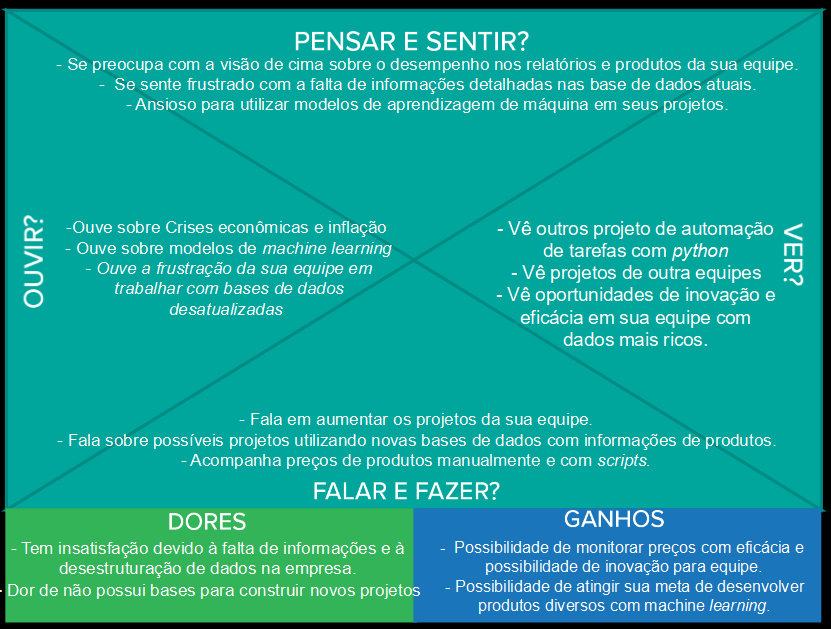 PENSAR E SENTIR?
- Se preocupa com a visão de cima sobre o desempenho nos relatórios e produtos da sua equipe.
- Se sente frustrado com a falta de informações detalhadas nas base de dados atuais.
- Ansioso para utilizar modelos de aprendizagem de máquina em seus projetos.
OUVIR?
-Ouve sobre Crises econômicas e inflação
- Ouve sobre modelos de machine learning
- Ouve a frustração da sua equipe em
trabalhar com bases de dados
desatualizadas
- Vê outros projeto de automação
de tarefas com python
- Vê projetos de outra equipes
- Vê oportunidades de inovação e
eficácia em sua equipe com
dados mais ricos.
VER?
- Fala em aumentar os projetos da sua equipe.
- Fala sobre possíveis projetos utilizando novas bases de dados com informações de produtos.
- Acompanha preços de produtos manualmente e com scripts.
FALAR E FAZER?
DORES
- Tem insatisfação devido à falta de informações e à
desestruturação de dados na empresa.
- Dor de não possui bases para construir novos projetos
GANHOS
- Possibilidade de monitorar preços com eficácia e
possibilidade de inovação para equipe.
- Possibilidade de atingir sua meta de desenvolver
produtos diversos com machine learning.